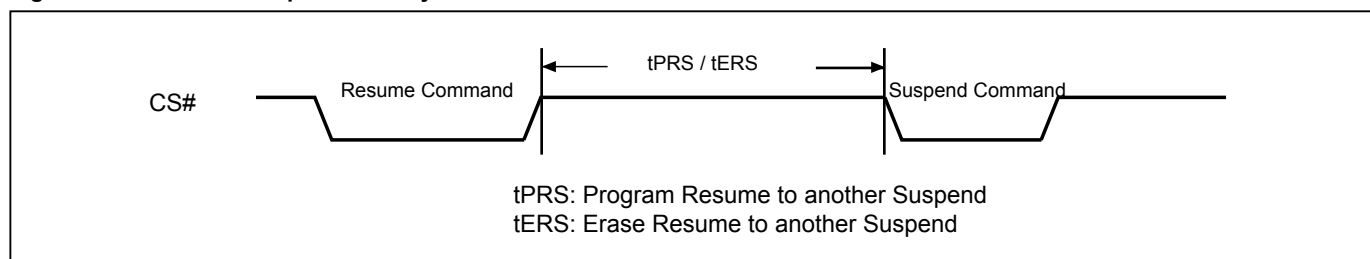 tPRS / tERS
Resume Command
Suspend Command
CS#
tPRS: Program Resume to another Suspend
tERS: Erase Resume to another Suspend